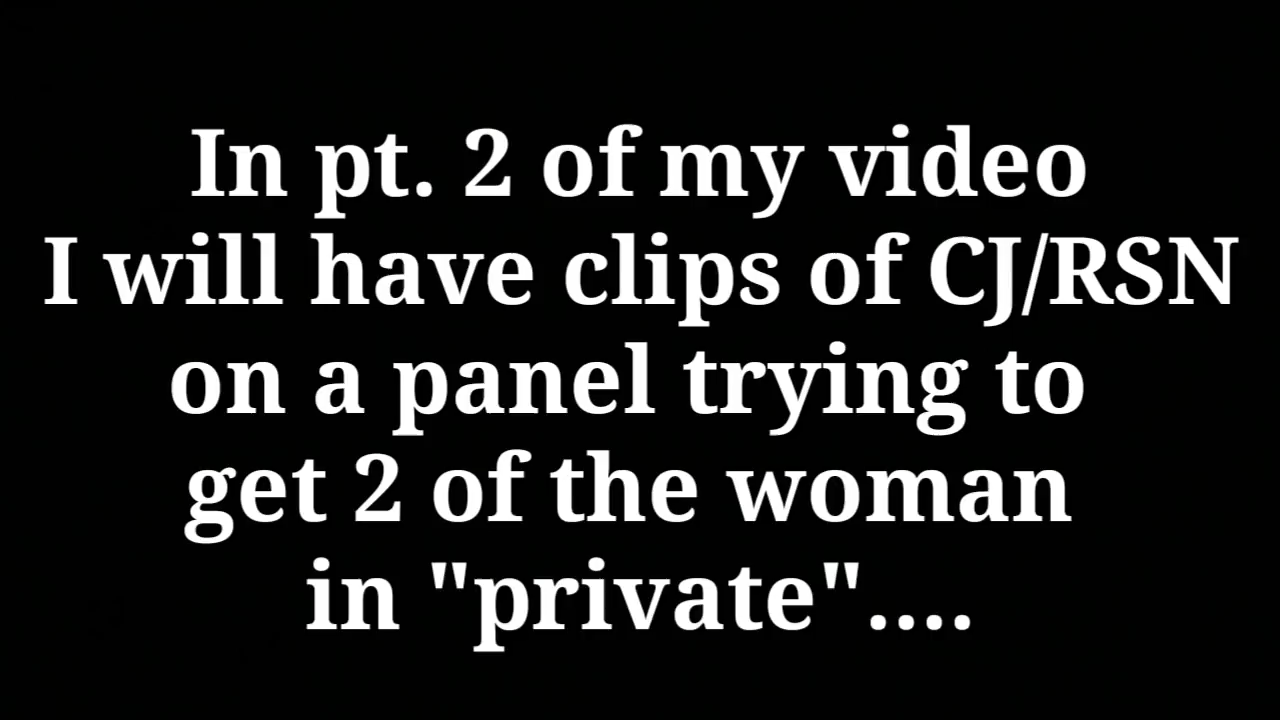 In pt. 2 of my video
I will have clips of CJ/RSN
on a panel trying to
get 2 of the woman
in "private"....